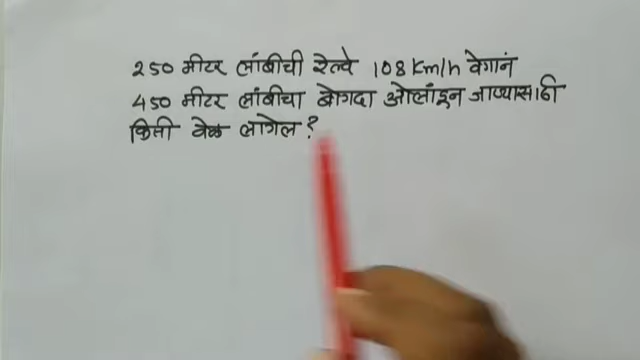 250 मीटर लांबीची रेल्वे 108 km/h वेगानं
450 मीटर लांबीचा बोगदा ओलांडून जाण्यासाठी
किती वेळ लागेल?